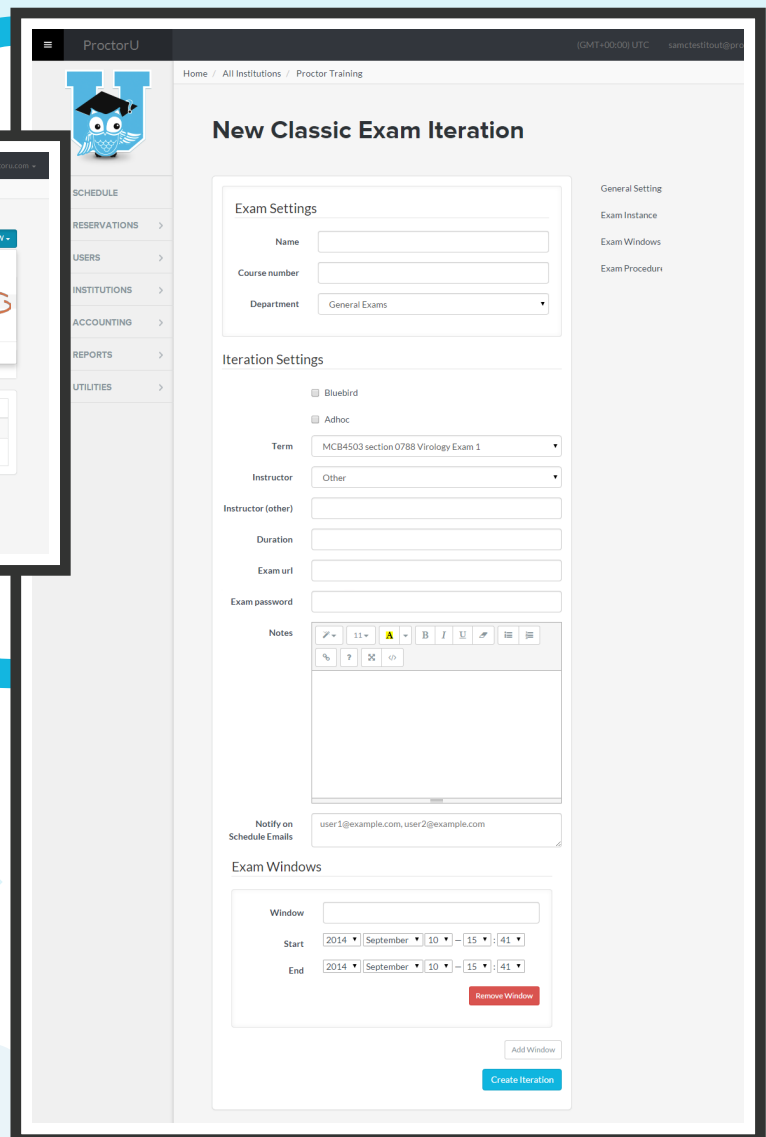 ≡ ProctorU (GMT+00:00) UTC samctestitout@pro
Home / All Institutions / Proctor Training
New Classic Exam Iteration
SCHEDULE
RESERVATIONS
USERS
INSTITUTIONS
ACCOUNTING
REPORTS
UTILITIES
Exam Settings
Name
Course number
Department General Exams
Iteration Settings
Bluebird
Adhoc
Term MCB4503 section 0788 Virology Exam 1
Instructor Other
Instructor (other)
Duration
Exam url
Exam password
Notes 11 A B I U
? </>
Notify on user1@example.com, user2@example.com
Schedule Emails
Exam Windows
Window
Start 2014 September 10 – 15 : 41
End 2014 September 10 – 15 : 41
Remove Window
Add Window
Create Iteration
General Setting
Exam Instance
Exam Windows
Exam Procedur